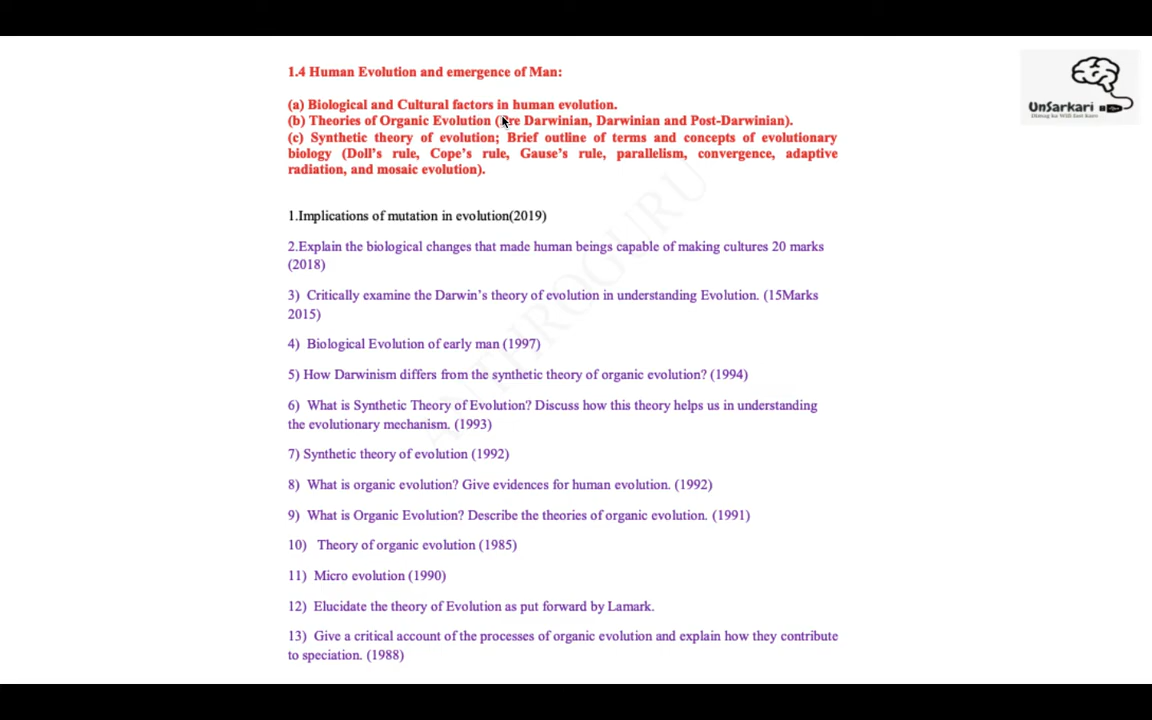 1.4 Human Evolution and emergence of Man:
(a) Biological and Cultural factors in human evolution.
(b) Theories of Organic Evolution (Pre Darwinian, Darwinian and Post-Darwinian).
(c) Synthetic theory of evolution; Brief outline of terms and concepts of evolutionary
biology (Doll's rule, Cope's rule, Gause's rule, parallelism, convergence, adaptive
radiation, and mosaic evolution).
1.Implications of mutation in evolution(2019)
2.Explain the biological changes that made human beings capable of making cultures 20 marks
(2018)
3) Critically examine the Darwin's theory of evolution in understanding Evolution. (15Marks
2015)
4) Biological Evolution of early man (1997)
5) How Darwinism differs from the synthetic theory of organic evolution? (1994)
6) What is Synthetic Theory of Evolution? Discuss how this theory helps us in understanding
the evolutionary mechanism. (1993)
7) Synthetic theory of evolution (1992)
8) What is organic evolution? Give evidences for human evolution. (1992)
9) What is Organic Evolution? Describe the theories of organic evolution. (1991)
10) Theory of organic evolution (1985)
11) Micro evolution (1990)
12) Elucidate the theory of Evolution as put forward by Lamark.
13) Give a critical account of the processes of organic evolution and explain how they contribute
to speciation. (1988)
ANTHROGURU
UnSarkari
Dimag ka Will Just kare